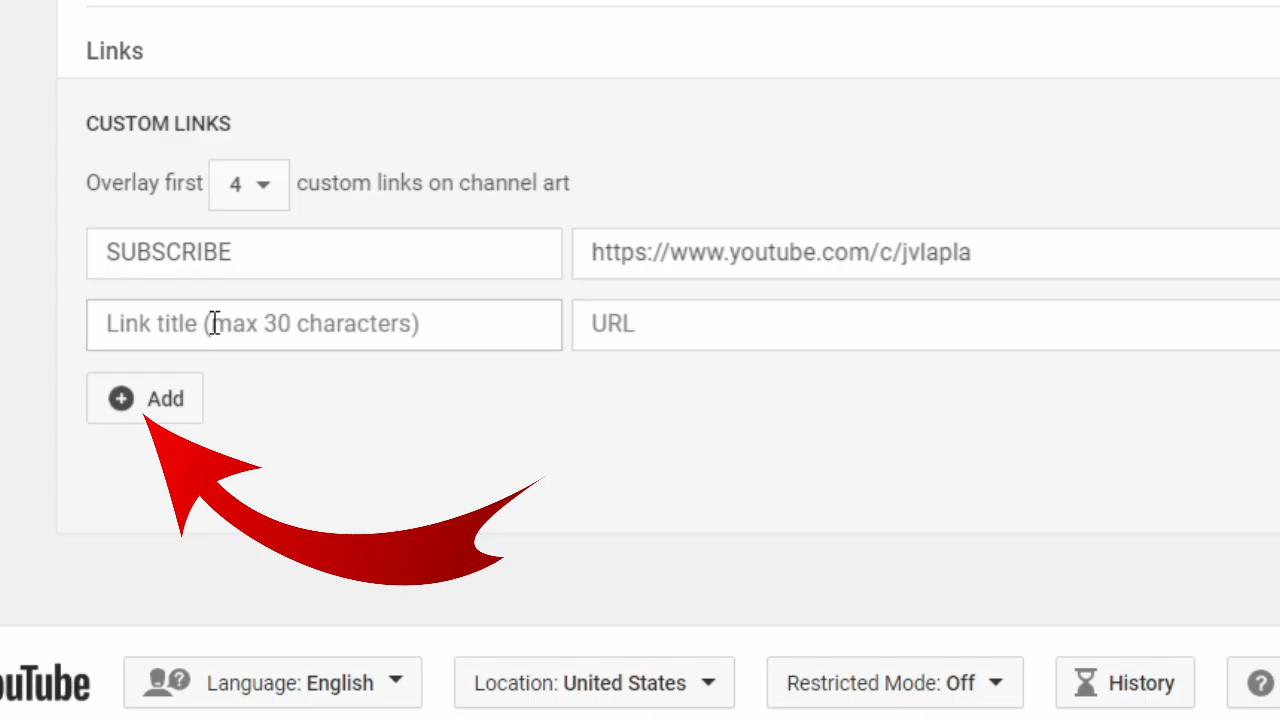 Links
CUSTOM LINKS
Overlay first 4 custom links on channel art
SUBSCRIBE https://www.youtube.com/c/jvlapla
Link title (max 30 characters) URL
Add
ouTube Language: English Location: United States Restricted Mode: Off History